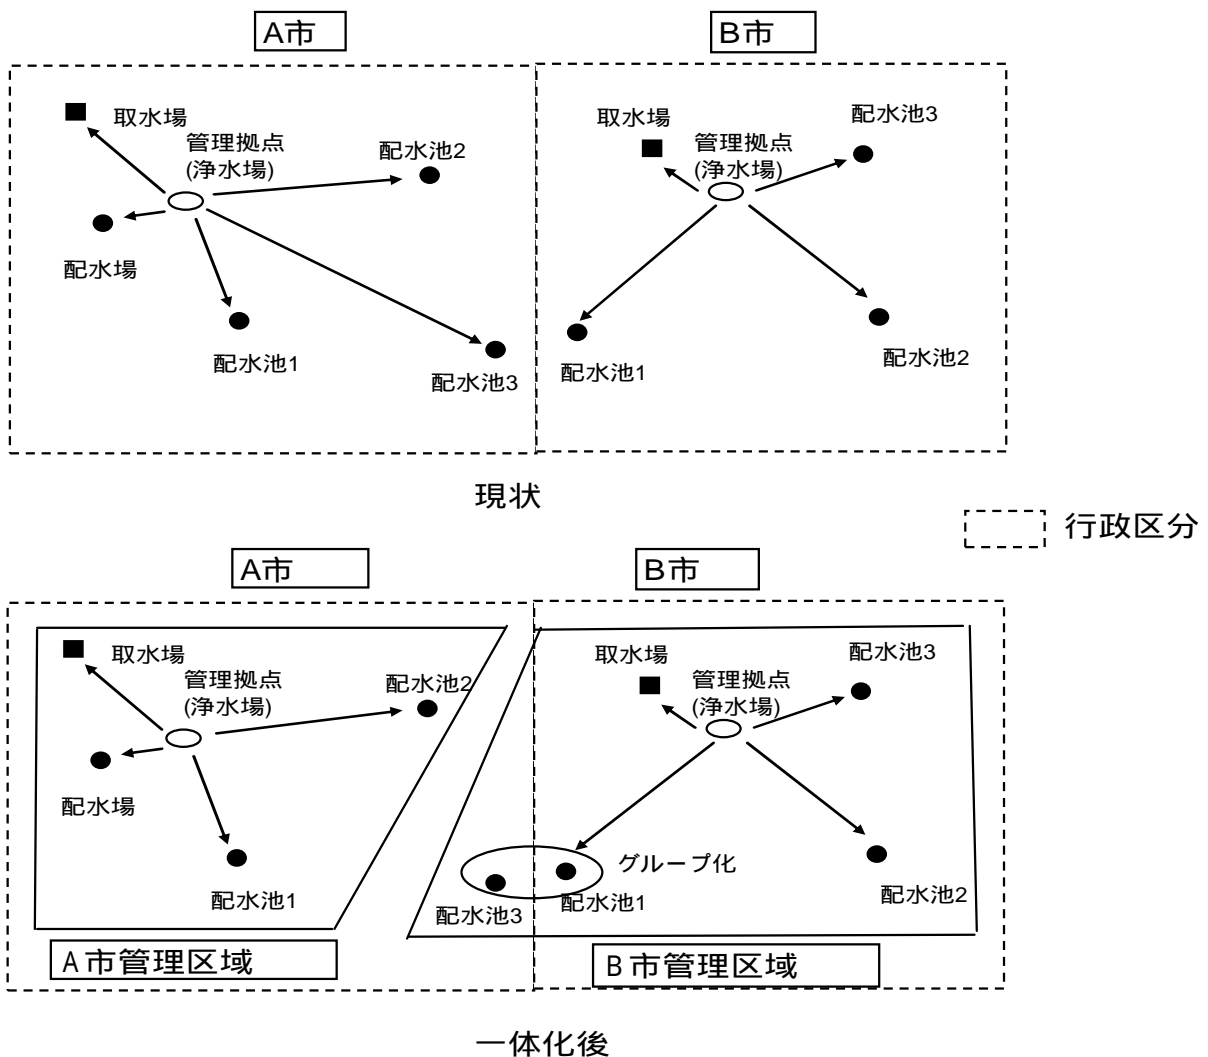 A市
B市
取水場
管理拠点
(浄水場)
配水池2
配水場
配水池1
配水池3
取水場
管理拠点
(浄水場)
配水池3
配水池1
配水池2
現状
行政区分
A市
B市
取水場
管理拠点
(浄水場)
配水池2
配水場
配水池1
配水池3
取水場
管理拠点
(浄水場)
配水池3
グループ化
配水池1
配水池2
A市管理区域
B市管理区域
一体化後